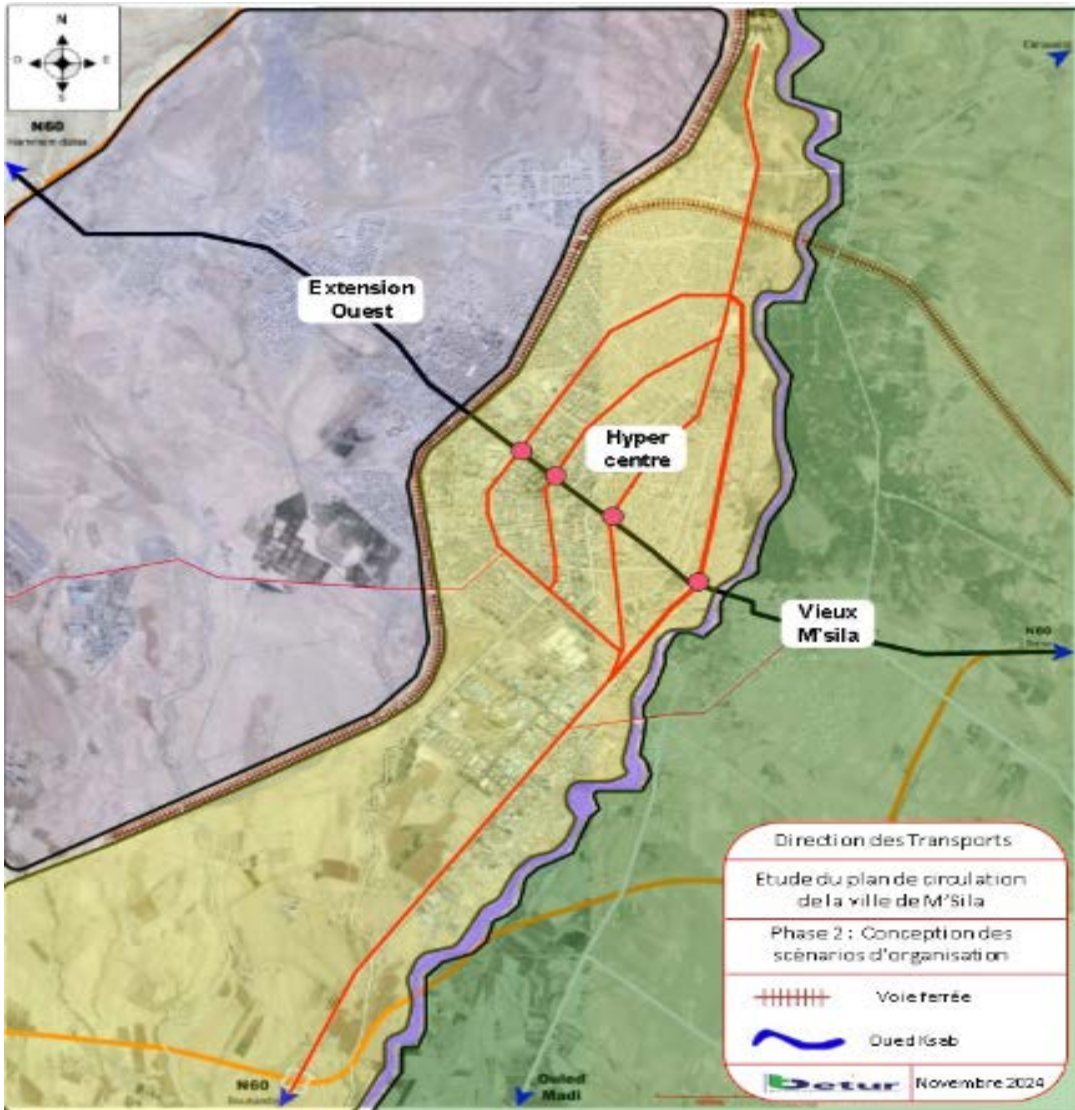 N
O E
S
N60
Extension
Ouest
Hyper
centre
Vieux
M'sila
N60
Direction des Transports
Etude du plan de circulation
de la ville de M'Sila
Phase 2 : Conception des
scénarios d'organisation
Voie ferrée
Oued Ksab
N60
Ouled
Madi
betur
Novembre 2024